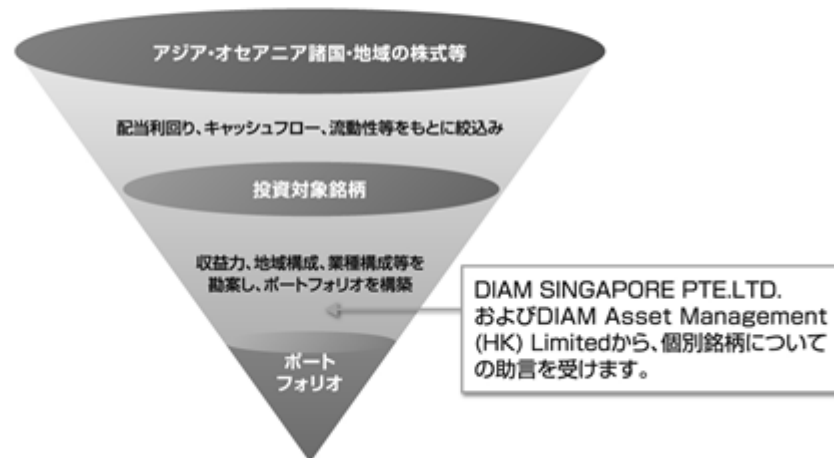 アジア・オセアニア諸国・地域の株式等
配当利回り、キャッシュフロー、流動性等をもとに絞込み
投資対象銘柄
収益力、地域構成、業種構成等を
勘案し、ポートフォリオを構築
DIAM SINGAPORE PTE.LTD.
およびDIAM Asset Management
(HK) Limitedから、個別銘柄について
の助言を受けます。
ポート
フォリオ